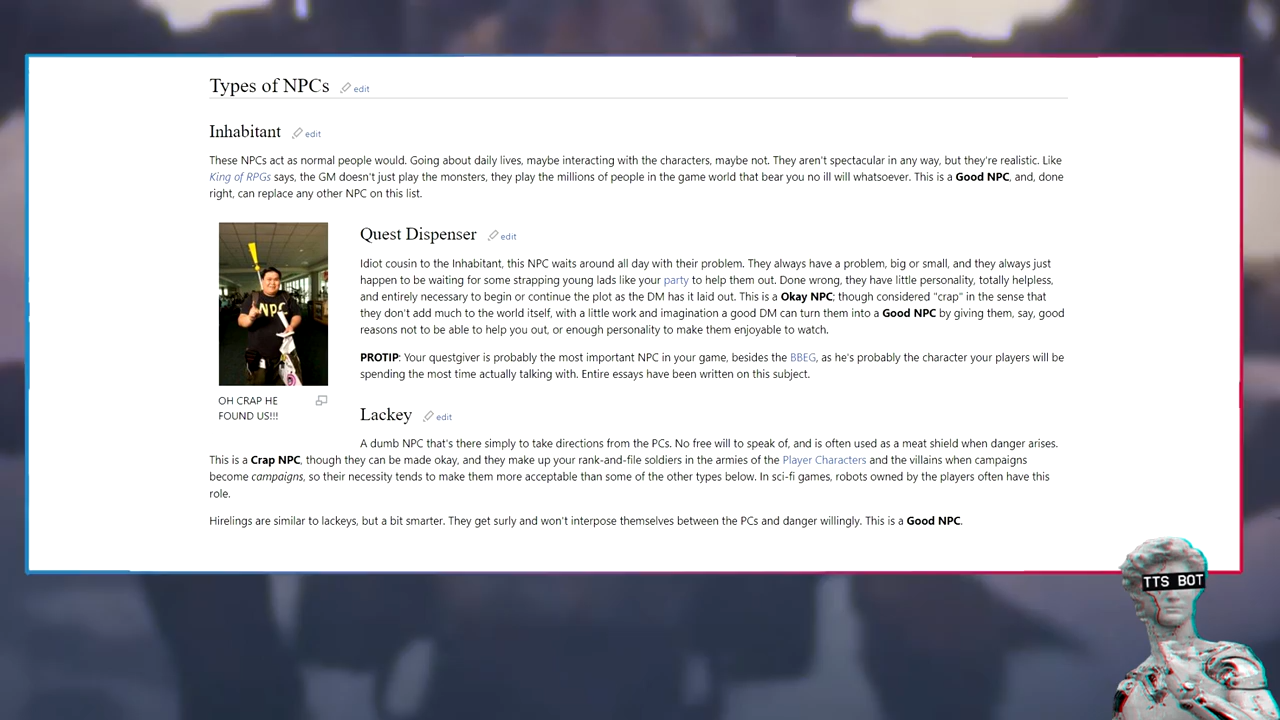 Types of NPCs edit
Inhabitant edit
These NPCs act as normal people would. Going about daily lives, maybe interacting with the characters, maybe not. They aren't spectacular in any way, but they're realistic. Like
King of RPGs says, the GM doesn't just play the monsters, they play the millions of people in the game world that bear you no ill will whatsoever. This is a Good NPC, and, done
right, can replace any other NPC on this list.
NPC
OH CRAP HE
FOUND US!!!
Quest Dispenser edit
Idiot cousin to the Inhabitant, this NPC waits around all day with their problem. They always have a problem, big or small, and they always just
happen to be waiting for some strapping young lads like your party to help them out. Done wrong, they have little personality, totally helpless,
and entirely necessary to begin or continue the plot as the DM has it laid out. This is a Okay NPC; though considered "crap" in the sense that
they don't add much to the world itself, with a little work and imagination a good DM can turn them into a Good NPC by giving them, say, good
reasons not to be able to help you out, or enough personality to make them enjoyable to watch.
PROTIP: Your questgiver is probably the most important NPC in your game, besides the BBEG, as he's probably the character your players will be
spending the most time actually talking with. Entire essays have been written on this subject.
Lackey edit
A dumb NPC that's there simply to take directions from the PCs. No free will to speak of, and is often used as a meat shield when danger arises.
This is a Crap NPC, though they can be made okay, and they make up your rank-and-file soldiers in the armies of the Player Characters and the villains when campaigns
become campaigns, so their necessity tends to make them more acceptable than some of the other types below. In sci-fi games, robots owned by the players often have this
role.
Hirelings are similar to lackeys, but a bit smarter. They get surly and won't interpose themselves between the PCs and danger willingly. This is a Good NPC.
TTS BOT